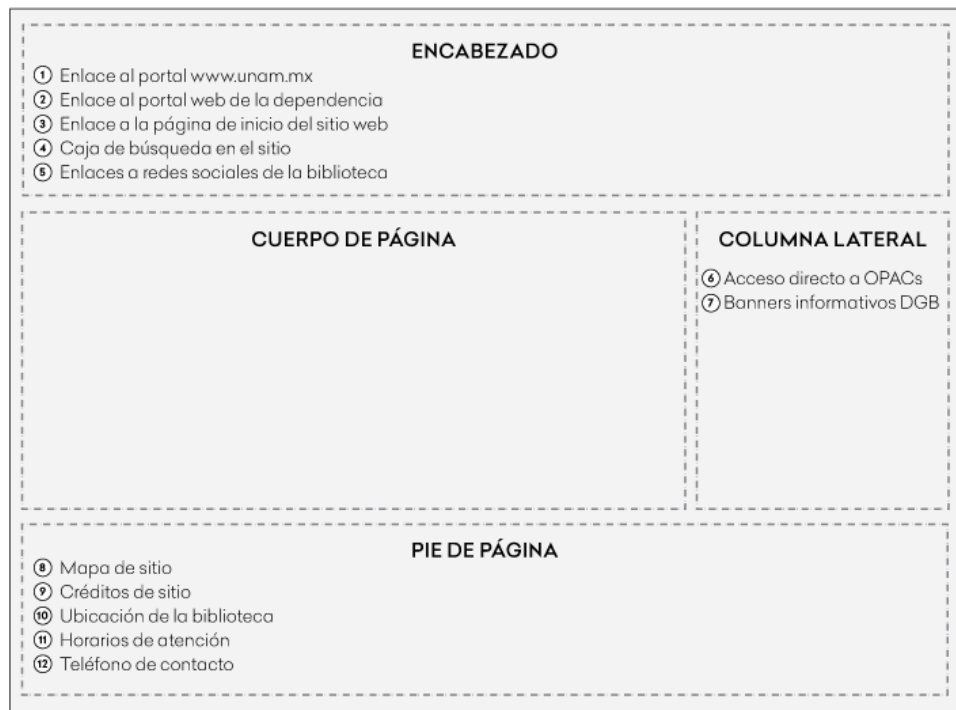 ENCABEZADO
1 Enlace al portal www.unam.mx
2 Enlace al portal web de la dependencia
3 Enlace a la página de inicio del sitio web
4 Caja de búsqueda en el sitio
5 Enlaces a redes sociales de la biblioteca
CUERPO DE PÁGINA
COLUMNA LATERAL
6 Acceso directo a OPACs
7 Banners informativos DGB
PIE DE PÁGINA
8 Mapa de sitio
9 Créditos de sitio
10 Ubicación de la biblioteca
11 Horarios de atención
12 Teléfono de contacto